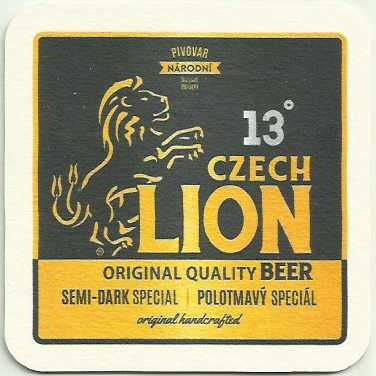 PIVOVAR
NÁRODNÍ
13°
CZECH
LION
®
ORIGINAL QUALITY BEER
SEMI-DARK SPECIAL | POLOTMAVÝ SPECIÁL
original handcrafted